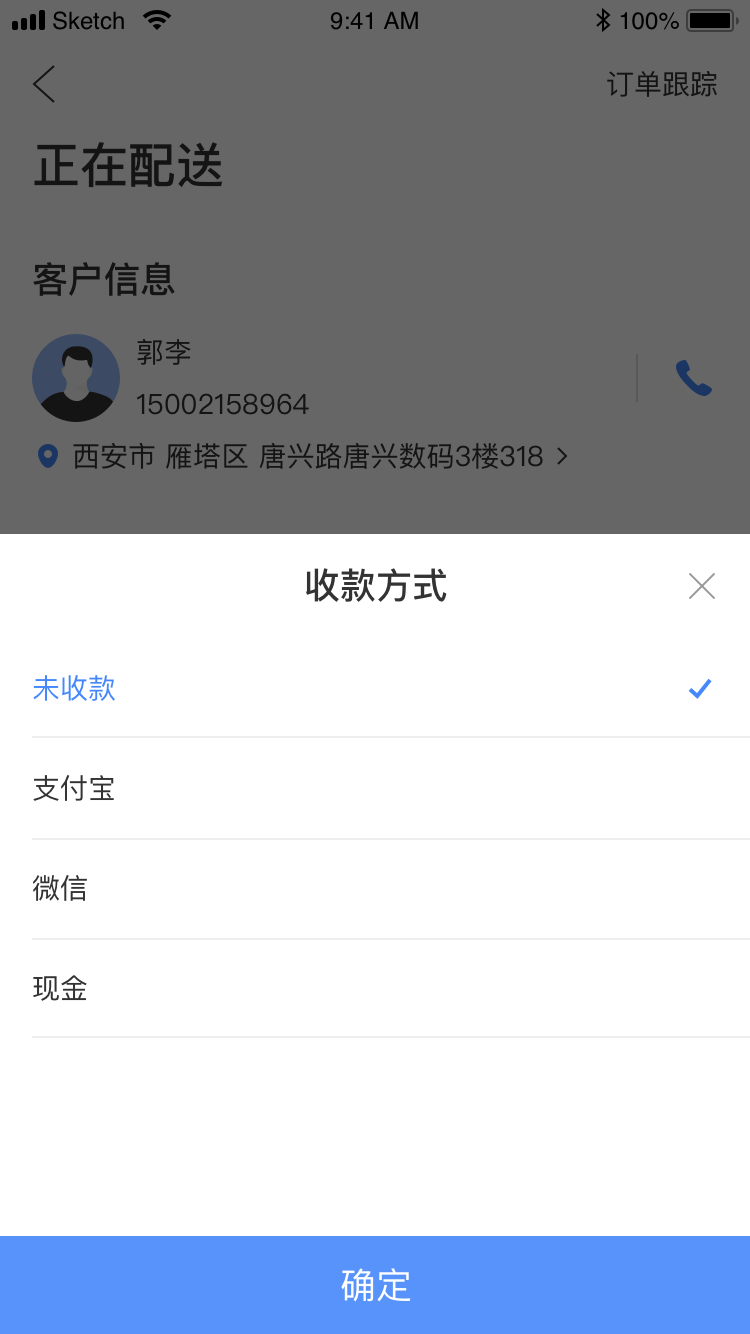 Sketch 9:41 AM 100%
订单跟踪
正在配送
客户信息
郭李
15002158964
西安市 雁塔区 唐兴路唐兴数码3楼318
收款方式
未收款
支付宝
微信
现金
确定